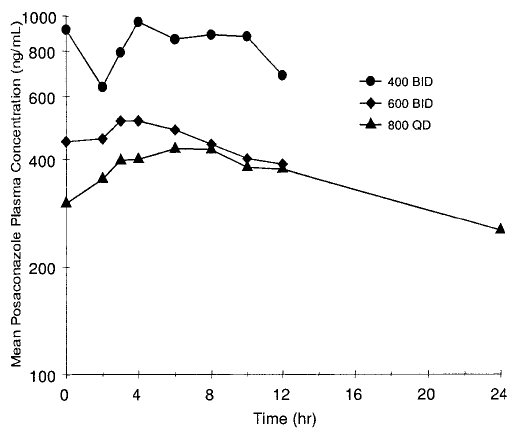 Mean Posaconazole Plasma Concentration (ng/mL)
1000
800
600
400
200
100
400 BID
600 BID
800 QD
0 4 8 12 16 20 24
Time (hr)